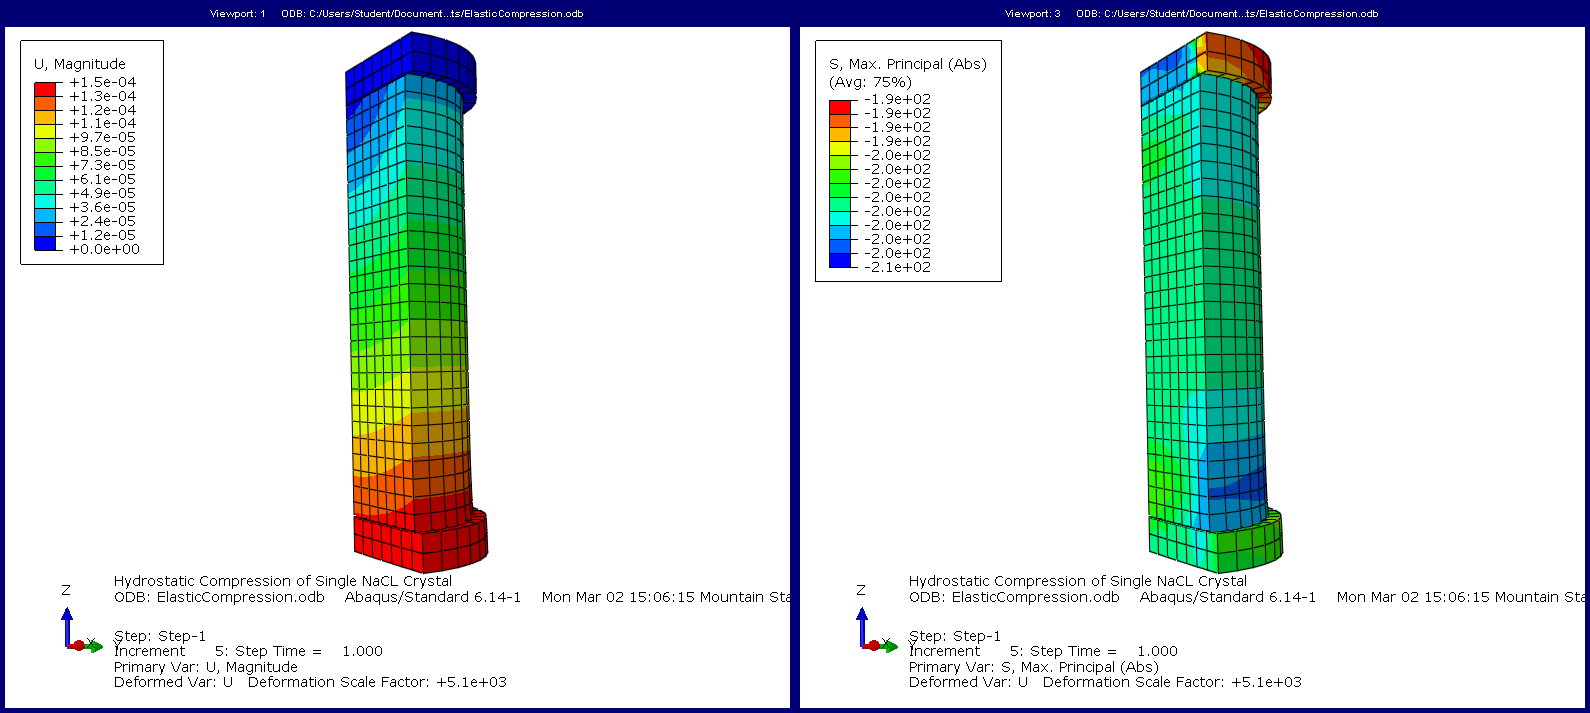 Viewport: 1 ODB: C:/Users/Student/Document...ts/ElasticCompression.odb
U, Magnitude
+1.5e-04
+1.3e-04
+1.2e-04
+1.1e-04
+9.7e-05
+8.5e-05
+7.3e-05
+6.1e-05
+4.9e-05
+3.6e-05
+2.4e-05
+1.2e-05
+0.0e+00
Z
X
Y
Hydrostatic Compression of Single NaCL Crystal
ODB: ElasticCompression.odb Abaqus/Standard 6.14-1 Mon Mar 02 15:06:15 Mountain Sta
Step: Step-1
Increment 5: Step Time = 1.000
Primary Var: U, Magnitude
Deformed Var: U Deformation Scale Factor: +5.1e+03
Viewport: 3 ODB: C:/Users/Student/Document...ts/ElasticCompression.odb
S, Max. Principal (Abs)
(Avg: 75%)
-1.9e+02
-1.9e+02
-1.9e+02
-1.9e+02
-2.0e+02
-2.0e+02
-2.0e+02
-2.0e+02
-2.0e+02
-2.0e+02
-2.0e+02
-2.0e+02
-2.1e+02
Z
X
Y
Hydrostatic Compression of Single NaCL Crystal
ODB: ElasticCompression.odb Abaqus/Standard 6.14-1 Mon Mar 02 15:06:15 Mountain Sta
Step: Step-1
Increment 5: Step Time = 1.000
Primary Var: S, Max. Principal (Abs)
Deformed Var: U Deformation Scale Factor: +5.1e+03